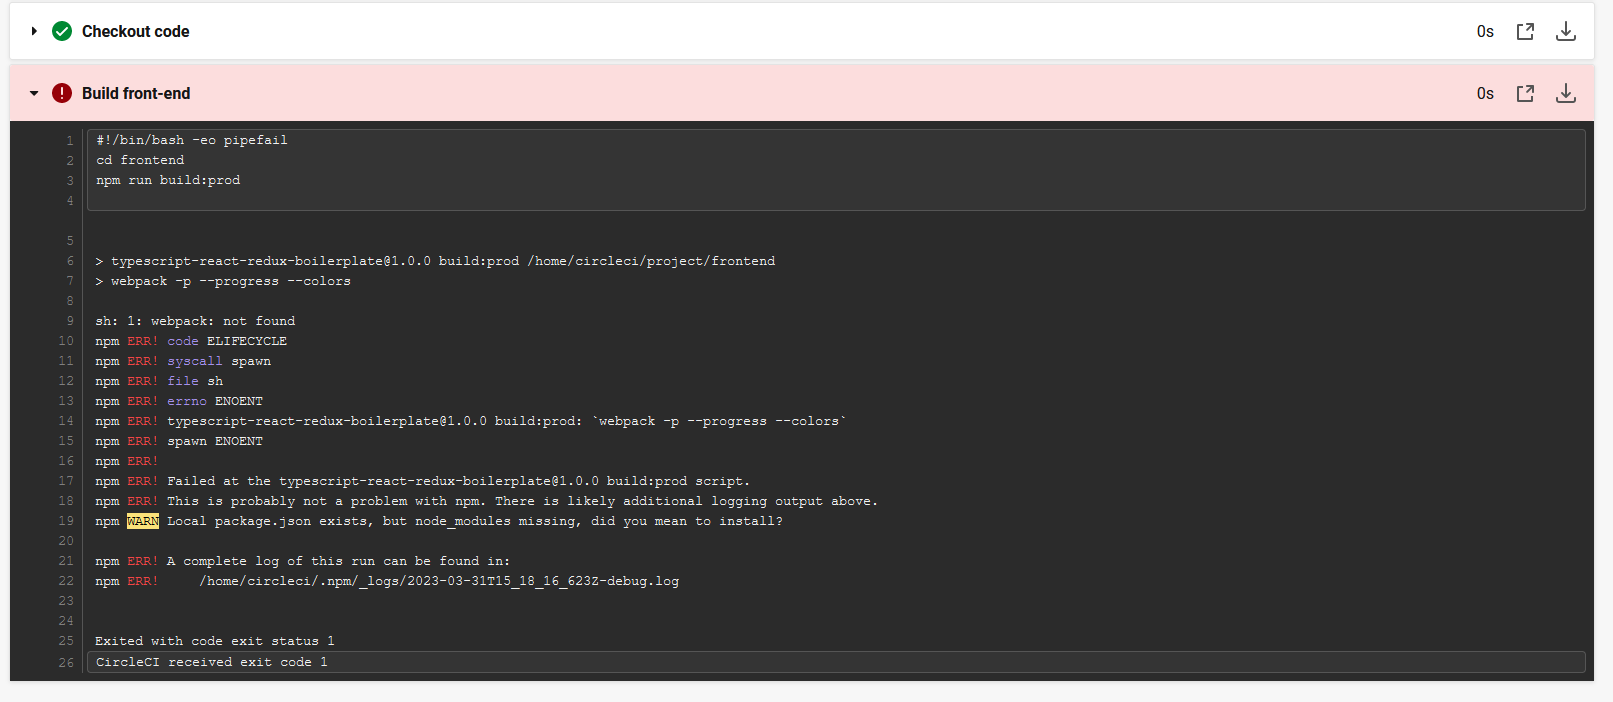 Checkout code 0s
Build front-end 0s
1 #!/bin/bash -eo pipefail
2 cd frontend
3 npm run build:prod
4
5
6 > typescript-react-redux-boilerplate@1.0.0 build:prod /home/circleci/project/frontend
7 > webpack -p --progress --colors
8
9 sh: 1: webpack: not found
10 npm ERR! code ELIFECYCLE
11 npm ERR! syscall spawn
12 npm ERR! file sh
13 npm ERR! errno ENOENT
14 npm ERR! typescript-react-redux-boilerplate@1.0.0 build:prod: `webpack -p --progress --colors`
15 npm ERR! spawn ENOENT
16 npm ERR!
17 npm ERR! Failed at the typescript-react-redux-boilerplate@1.0.0 build:prod script.
18 npm ERR! This is probably not a problem with npm. There is likely additional logging output above.
19 npm WARN Local package.json exists, but node_modules missing, did you mean to install?
20
21 npm ERR! A complete log of this run can be found in:
22 npm ERR!     /home/circleci/.npm/_logs/2023-03-31T15_18_16_623Z-debug.log
23
24
25 Exited with code exit status 1
26 CircleCI received exit code 1